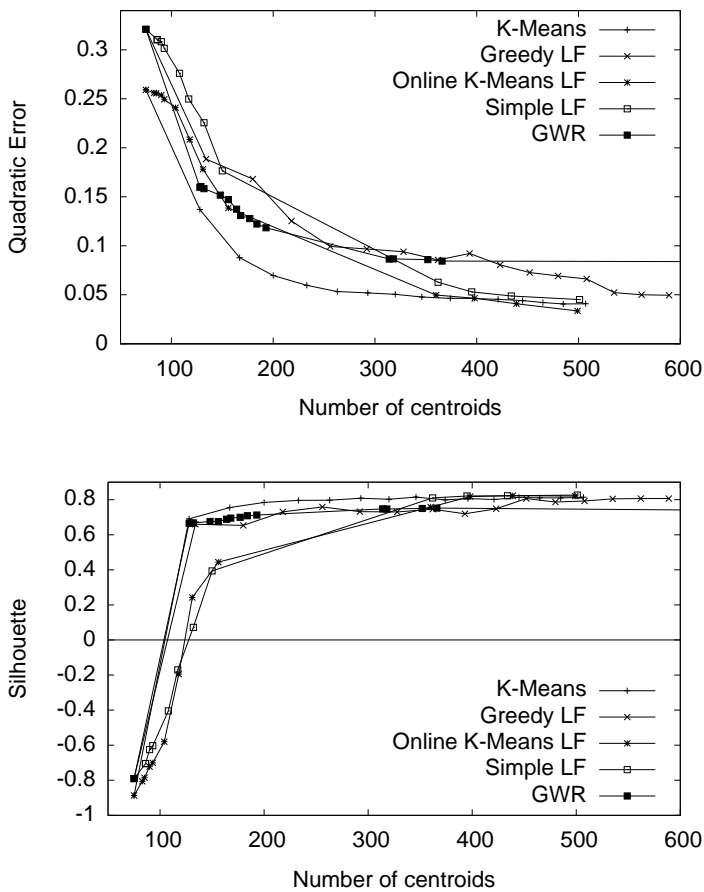 K-Means
Greedy LF
Online K-Means LF
Simple LF
GWR
Quadratic Error
0.3
0.25
0.2
0.15
0.1
0.05
0
100 200 300 400 500 600
Number of centroids
Silhouette
0.8
0.6
0.4
0.2
0
-0.2
-0.4
-0.6
-0.8
-1
K-Means
Greedy LF
Online K-Means LF
Simple LF
GWR
100 200 300 400 500 600
Number of centroids